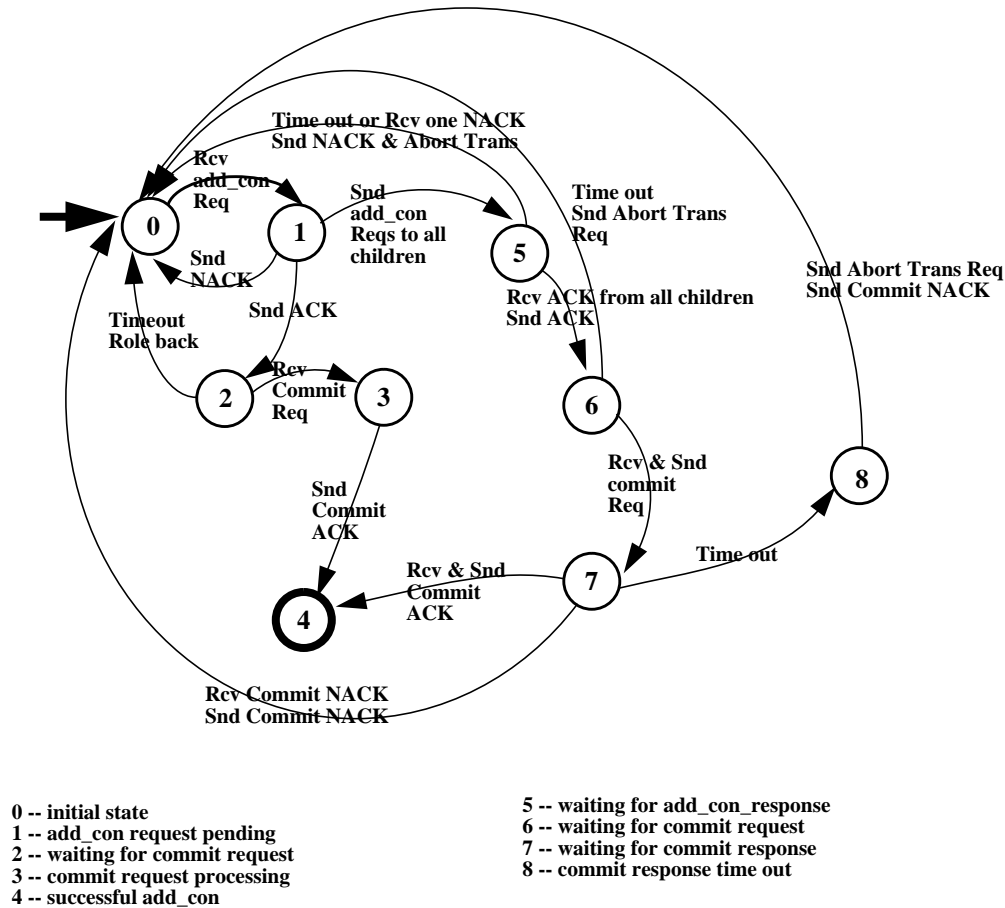 Time out or Rcv one NACK
Snd NACK & Abort Trans
Rcv
add_con
Req
Snd
add_con
Reqs to all
children
Time out
Snd Abort Trans
Req
0
1
5
Snd
NACK
Snd ACK
Rcv ACK from all children
Snd ACK
Snd Abort Trans Req
Snd Commit NACK
Timeout
Role back
Rcv
Commit
Req
2
3
6
Rcv & Snd
commit
Req
8
Snd
Commit
ACK
Time out
Rcv & Snd
Commit
ACK
7
4
Rcv Commit NACK
Snd Commit NACK
0 -- initial state
1 -- add_con request pending
2 -- waiting for commit request
3 -- commit request processing
4 -- successful add_con
5 -- waiting for add_con_response
6 -- waiting for commit request
7 -- waiting for commit response
8 -- commit response time out